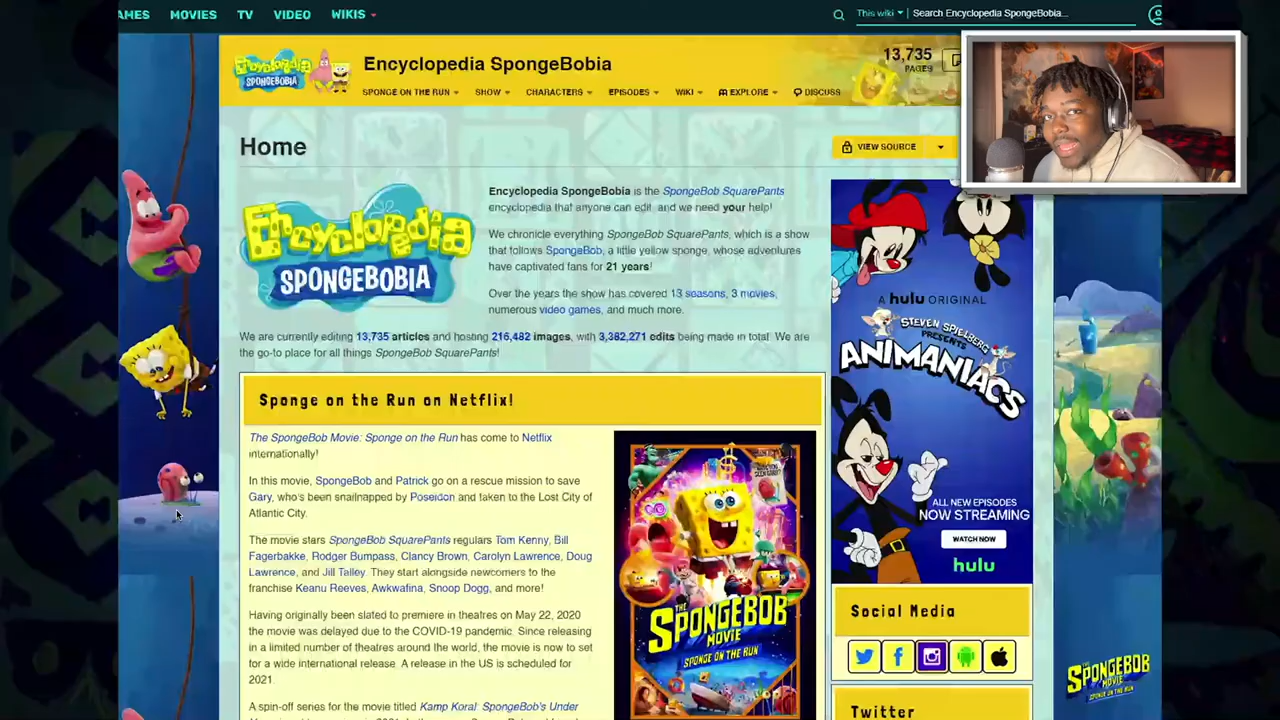 AMES MOVIES TV VIDEO WIKIS
This wiki Search Encyclopedia SpongeBobia...
Encyclopedia
SPONGEBOBIA
Encyclopedia SpongeBobia
13,735
PAGES
SPONGE ON THE RUN SHOW CHARACTERS EPISODES WIKI EXPLORE DISCUSS
Home
VIEW SOURCE
Encyclopedia
SPONGEBOBIA
Encyclopedia SpongeBobia is the SpongeBob SquarePants
encyclopedia that anyone can edit, and we need your help!
We chronicle everything SpongeBob SquarePants, which is a show
that follows SpongeBob, a little yellow sponge, whose adventures
have captivated fans for 21 years!
Over the years the show has covered 13 seasons, 3 movies,
numerous video games, and much more.
We are currently editing 13,735 articles and hosting 216,482 images, with 3,382,271 edits being made in total. We
are the go-to place for all things SpongeBob SquarePants!
Sponge on the Run on Netflix!
The SpongeBob Movie: Sponge on the Run has come to Netflix
internationally!
In this movie, SpongeBob and Patrick go on a rescue mission to save
Gary, who's been snailnapped by Poseidon and taken to the Lost City of
Atlantic City.
The movie stars SpongeBob SquarePants regulars Tom Kenny, Bill
Fagerbakke, Rodger Bumpass, Clancy Brown, Carolyn Lawrence, Doug
Lawrence, and Jill Talley. They start alongside newcomers to the
franchise Keanu Reeves, Awkwafina, Snoop Dogg, and more!
Having originally been slated to premiere in theatres on May 22, 2020
the movie was delayed due to the COVID-19 pandemic. Since releasing
in a limited number of theatres around the world, the movie is now to set
for a wide international release. A release in the US is scheduled for
2021.
A spin-off series for the movie titled Kamp Koral: SpongeBob's Under
THE
SPONGEBOB
MOVIE
SPONGE ON THE RUN
A hulu ORIGINAL
STEVEN SPIELBERG
PRESENTS
ANIMANIACS
ALL NEW EPISODES
NOW STREAMING
WATCH NOW
hulu
Social Media
Twitter
THE
SPONGEBOB
MOVIE
SPONGE ON THE RUN